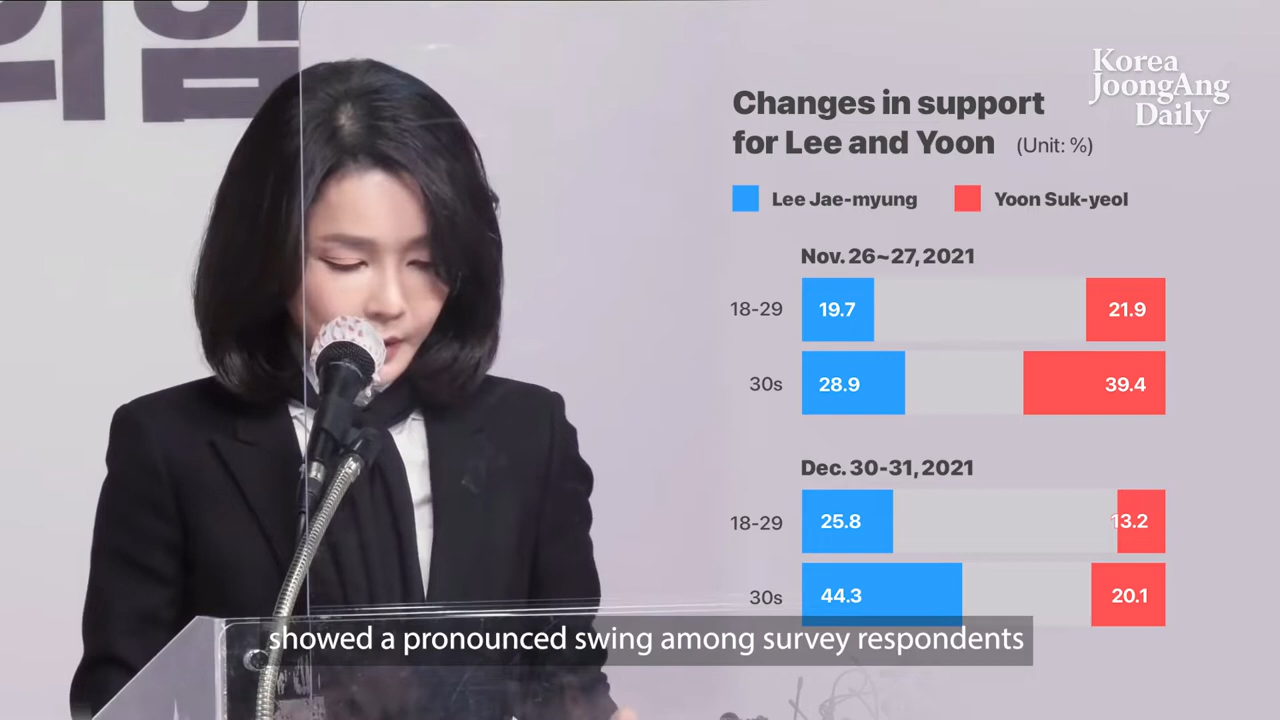 의힘
Korea
JoongAng
Daily
Changes in support
for Lee and Yoon (Unit: %)
Lee Jae-myung Yoon Suk-yeol
Nov. 26~27, 2021
18-29 19.7 21.9
30s 28.9 39.4
Dec. 30-31, 2021
18-29 25.8 13.2
30s 44.3 20.1
showed a pronounced swing among survey respondents